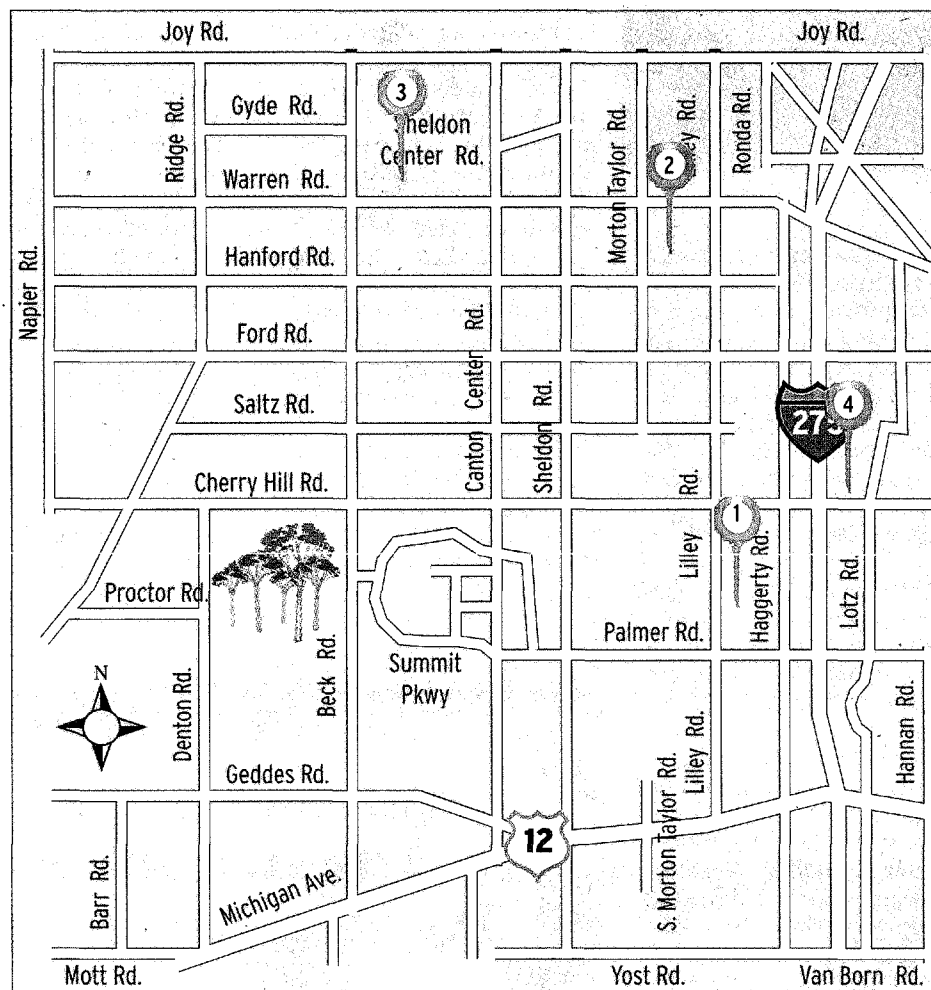 Joy Rd.
Joy Rd.
3
Gyde Rd.
Sheldon
Center Rd.
Ridge Rd.
Warren Rd.
Morton Taylor Rd.
2
Rd.
Ronda Rd.
Hanford Rd.
Napier Rd.
Ford Rd.
Canton Center Rd.
Sheldon Rd.
Saltz Rd.
275
4
Cherry Hill Rd.
Lilley Rd.
1
Haggerty Rd.
Lotz Rd.
Proctor Rd.
Palmer Rd.
Summit
Pkwy
Beck Rd.
N
Denton Rd.
Hannan Rd.
Geddes Rd.
Lilley Rd.
S. Morton Taylor Rd.
12
Barr Rd.
Michigan Ave.
Mott Rd.
Yost Rd.
Van Born Rd.